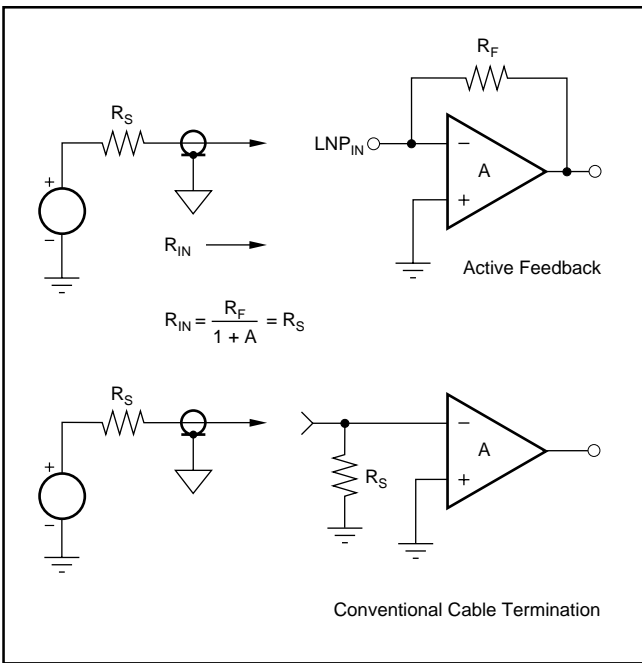 R_F
R_S
LNP_IN
+
−
−
A
+
R_IN
Active Feedback
R_IN = R_F / 1 + A = R_S
R_S
+
−
−
A
+
R_S
Conventional Cable Termination